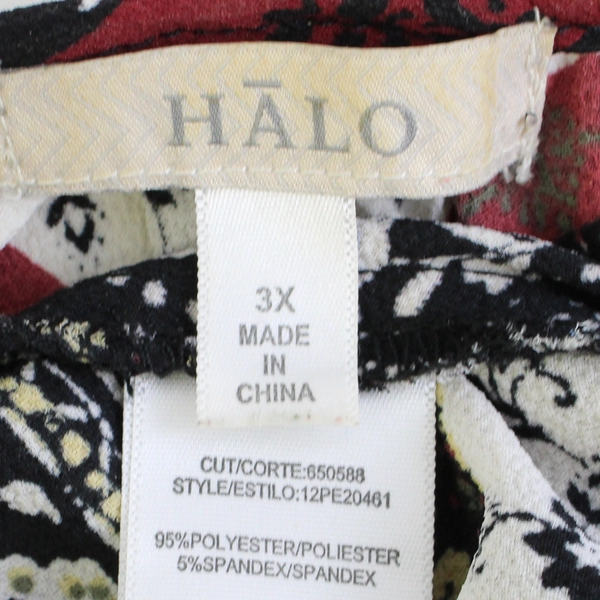 HĀLO
3X
MADE
IN
CHINA
CUT/CORTE:650588
STYLE/ESTILO:12PE20461
95%POLYESTER/POLIESTER
5%SPANDEX/SPANDEX